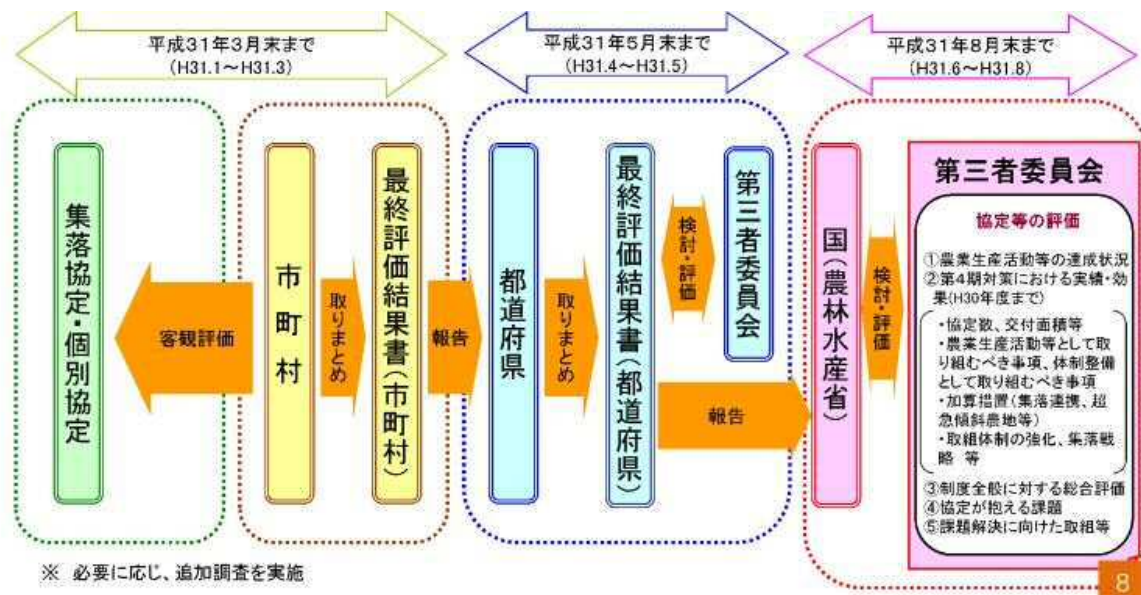 平成31年3月末まで
(H31.1~H31.3)
平成31年5月末まで
(H31.4~H31.5)
平成31年8月末まで
(H31.6~H31.8)
集落協定・個別協定
客観評価
市町村
取りまとめ
最終評価結果書(市町村)
報告
都道府県
取りまとめ
最終評価結果書(都道府県)
検討・評価
第三者委員会
報告
国(農林水産省)
検討・評価
第三者委員会
協定等の評価
①農業生産活動等の達成状況
②第4期対策における実績・効
果(H30年度まで)
・協定数、交付面積等
・農業生産活動等として取
り組むべき事項、体制整備
として取り組むべき事項
・加算措置(集落連携、超
急傾斜農地等)
・取組体制の強化、集落戦
略 等
③制度全般に対する総合評価
④協定が抱える課題
⑤課題解決に向けた取組等
※ 必要に応じ、追加調査を実施
8